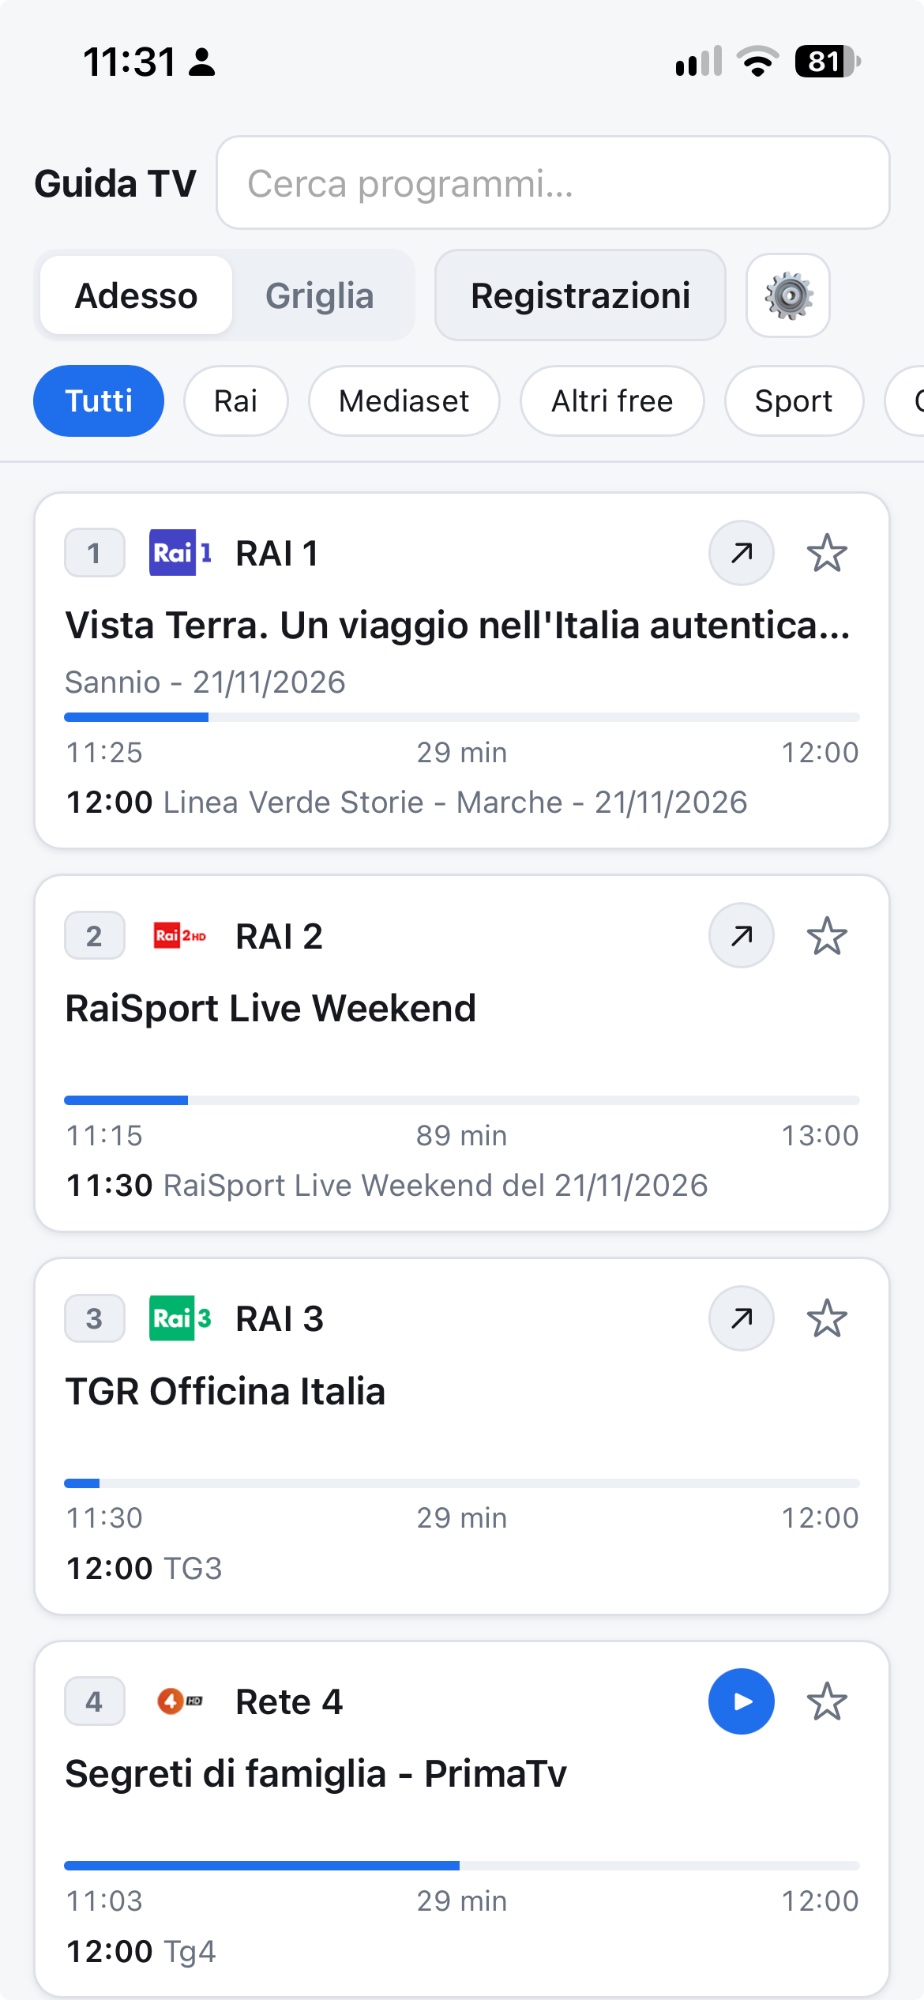 11:31 81
Guida TV Cerca programmi...
Adesso Griglia Registrazioni
Tutti Rai Mediaset Altri free Sport
1 Rai 1 RAI 1
Vista Terra. Un viaggio nell'Italia autentica...
Sannio - 21/11/2026
11:25 29 min 12:00
12:00 Linea Verde Storie - Marche - 21/11/2026
2 Rai 2HD RAI 2
RaiSport Live Weekend
11:15 89 min 13:00
11:30 RaiSport Live Weekend del 21/11/2026
3 Rai 3 RAI 3
TGR Officina Italia
11:30 29 min 12:00
12:00 TG3
4 4 HD Rete 4
Segreti di famiglia - PrimaTv
11:03 29 min 12:00
12:00 Tg4